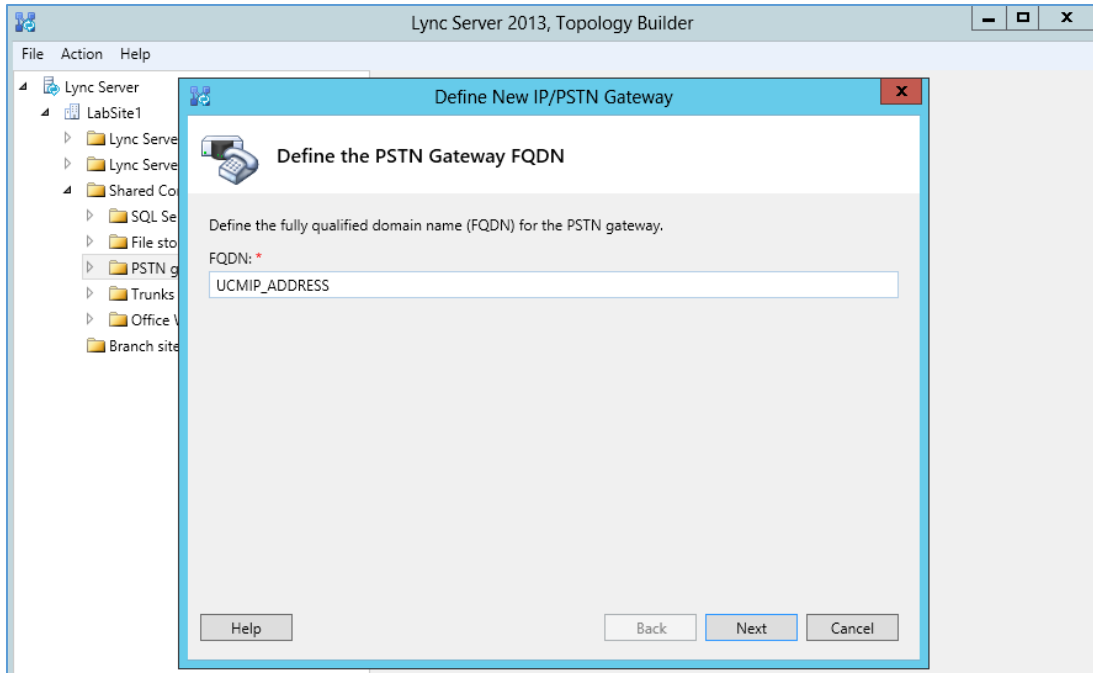 Lync Server 2013, Topology Builder
File Action Help
Lync Server
LabSite1
Lync Serve
Lync Serve
Shared Co
SQL Se
File sto
PSTN g
Trunks
Office
Branch site
Define New IP/PSTN Gateway
Define the PSTN Gateway FQDN
Define the fully qualified domain name (FQDN) for the PSTN gateway.
FQDN: *
UCMIP_ADDRESS
Help Back Next Cancel